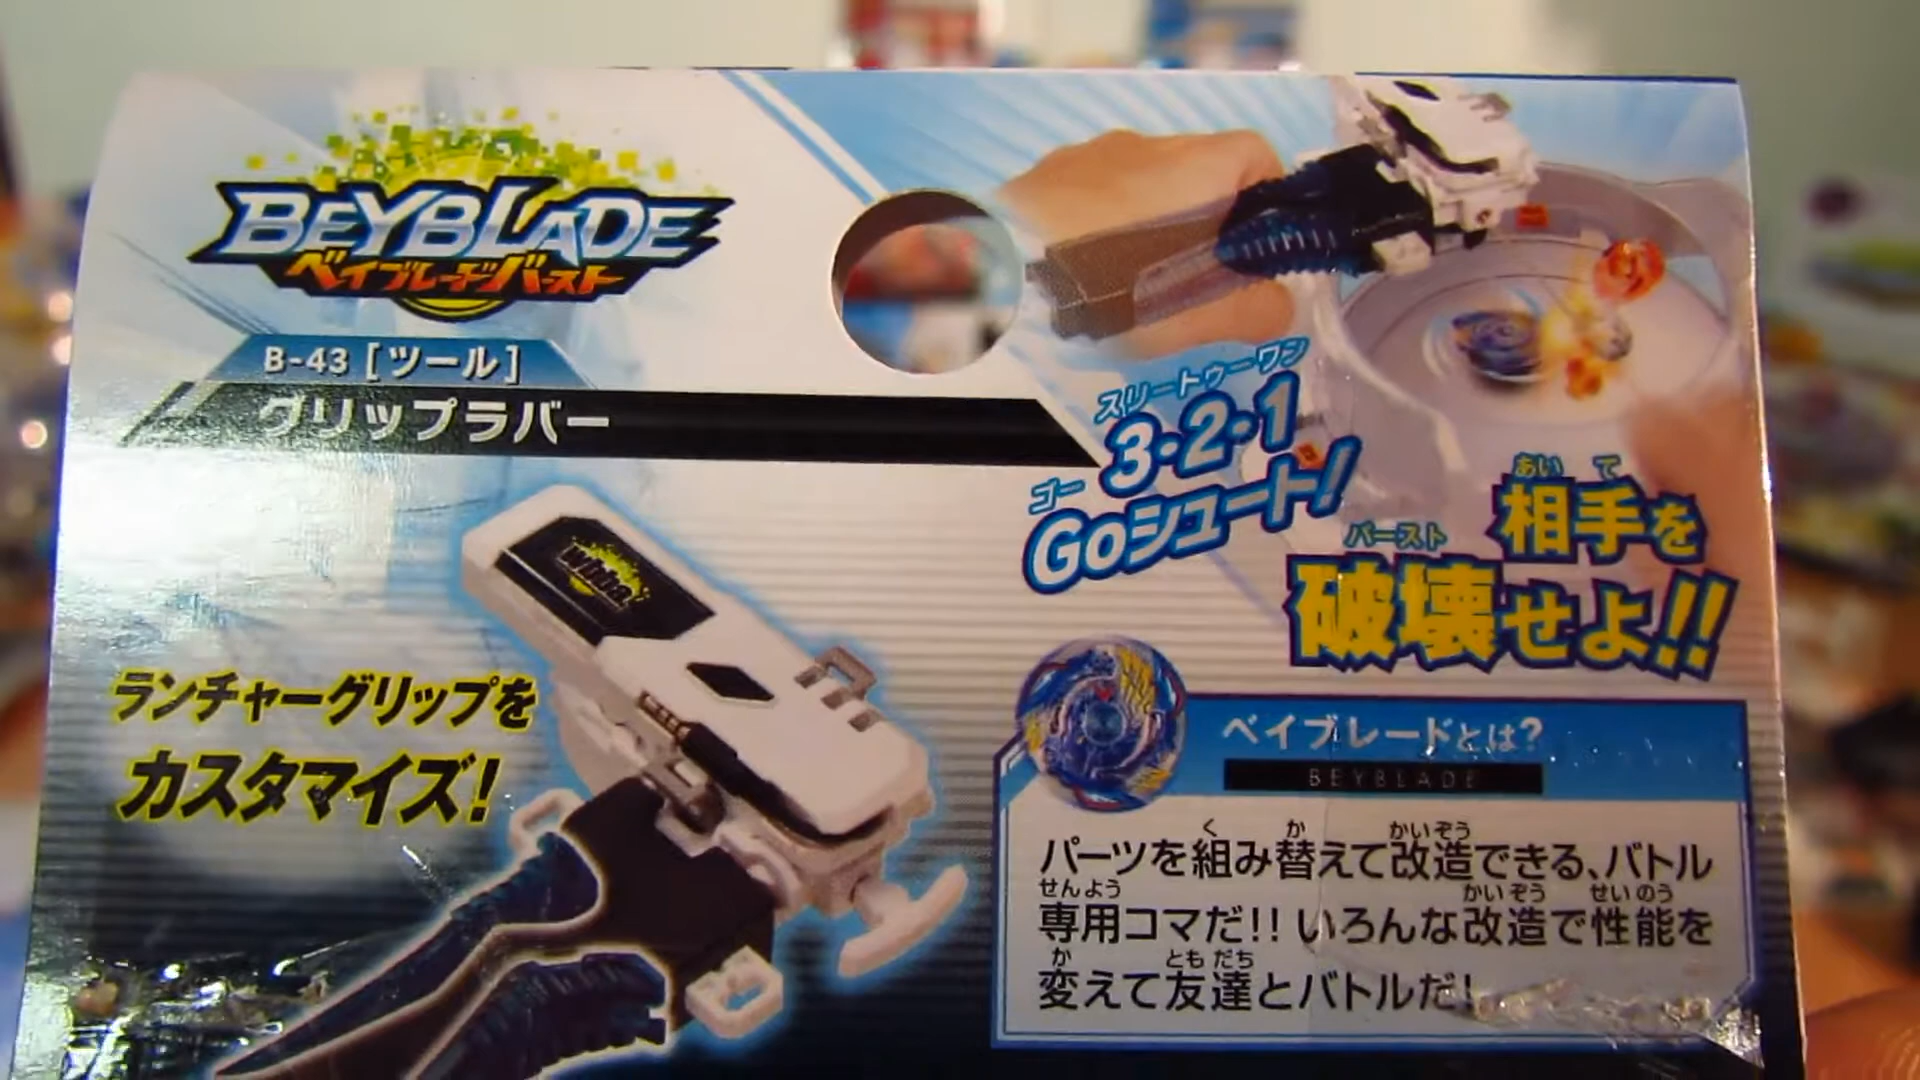 BEYBLADE
ベイブレードバースト
B-43 [ツール]
グリップラバー
スリートゥーワン
3・2・1
ゴー
Goシュート!
あいて
相手を
バースト
破壊せよ!!
Wbba.
ランチャーグリップを
カスタマイズ!
ベイブレードとは?
BEYBLADE
く か かいぞう
パーツを組み替えて改造できる、バトル
せんよう かいぞう せいのう
専用コマだ!! いろんな改造で性能を
か ともだち
変えて友達とバトルだ!